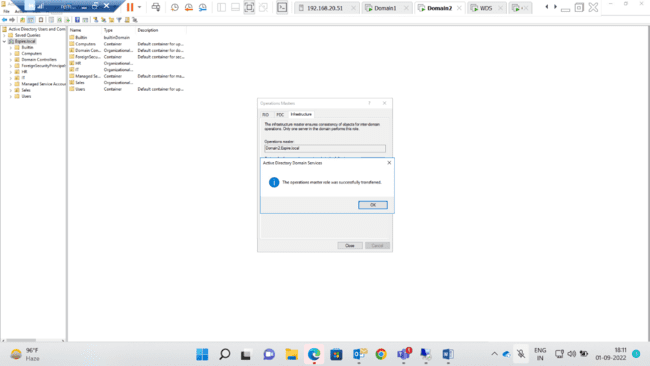 rem...
192.168.20.51
Domain1
Domain2
WDS
File
Active Directory Users and Com
Saved Queries
Expire.local
Builtin
Computers
Domain Controllers
ForeignSecurityPrincipal
HR
IT
Managed Service Accou
Sales
Users
Name Type Description
Builtin builtinDomain
Computers Container Default container for up...
Domain Con... Organizational... Default container for do...
ForeignSecu... Container Default container for sec...
HR Organizational...
IT Organizational...
Managed Se... Container Default container for ma...
Sales Organizational...
Users Container Default container for up...
Operations Masters
RID PDC Infrastructure
The infrastructure master ensures consistency of objects for inter-domain
operations. Only one server in the domain performs this role.
Operations master:
Domain2.Expire.local
Active Directory Domain Services
The operations master role was successfully transferred.
OK
Close Cancel
96°F
Haze
ENG
IN
18:11
01-09-2022